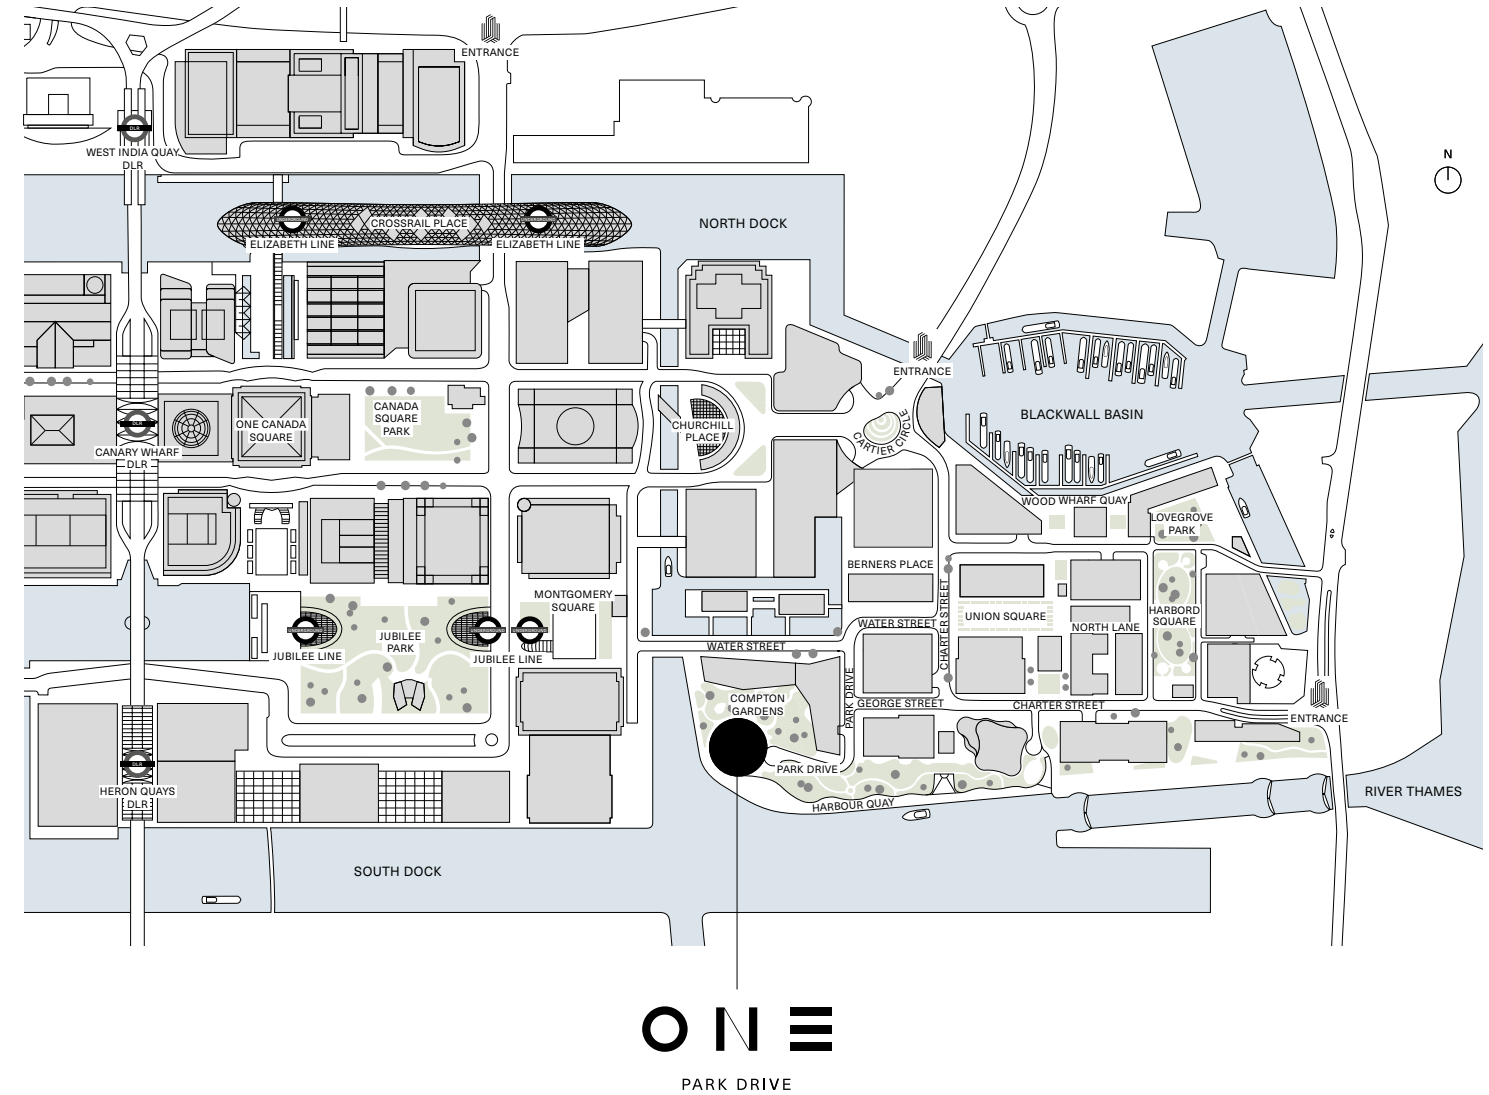 ENTRANCE
DLR
WEST INDIA QUAY
DLR
N
CROSSRAIL PLACE
NORTH DOCK
ELIZABETH LINE
ELIZABETH LINE
ENTRANCE
CANADA
SQUARE
PARK
BLACKWALL BASIN
CARTIER CIRCLE
ONE CANADA
SQUARE
CHURCHILL
PLACE
DLR
CANARY WHARF
DLR
WOOD WHARF QUAY
LOVEGROVE
PARK
BERNERS PLACE
MONTGOMERY
SQUARE
HARBORD
SQUARE
UNION SQUARE
CHARTER STREET
WATER STREET
NORTH LANE
JUBILEE
PARK
WATER STREET
JUBILEE LINE
JUBILEE LINE
PARK DRIVE
COMPTON
GARDENS
GEORGE STREET
CHARTER STREET
ENTRANCE
DLR
PARK DRIVE
HERON QUAYS
DLR
RIVER THAMES
HARBOUR QUAY
SOUTH DOCK
ONE
PARK DRIVE